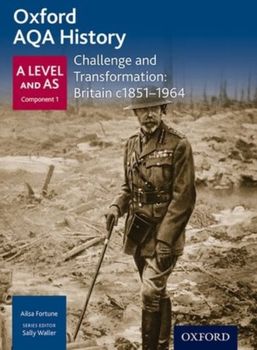 Oxford
AQA History
A LEVEL
AND AS
Component 1
Challenge and
Transformation:
Britain c1851–1964
Ailsa Fortune
SERIES EDITOR
Sally Waller
OXFORD